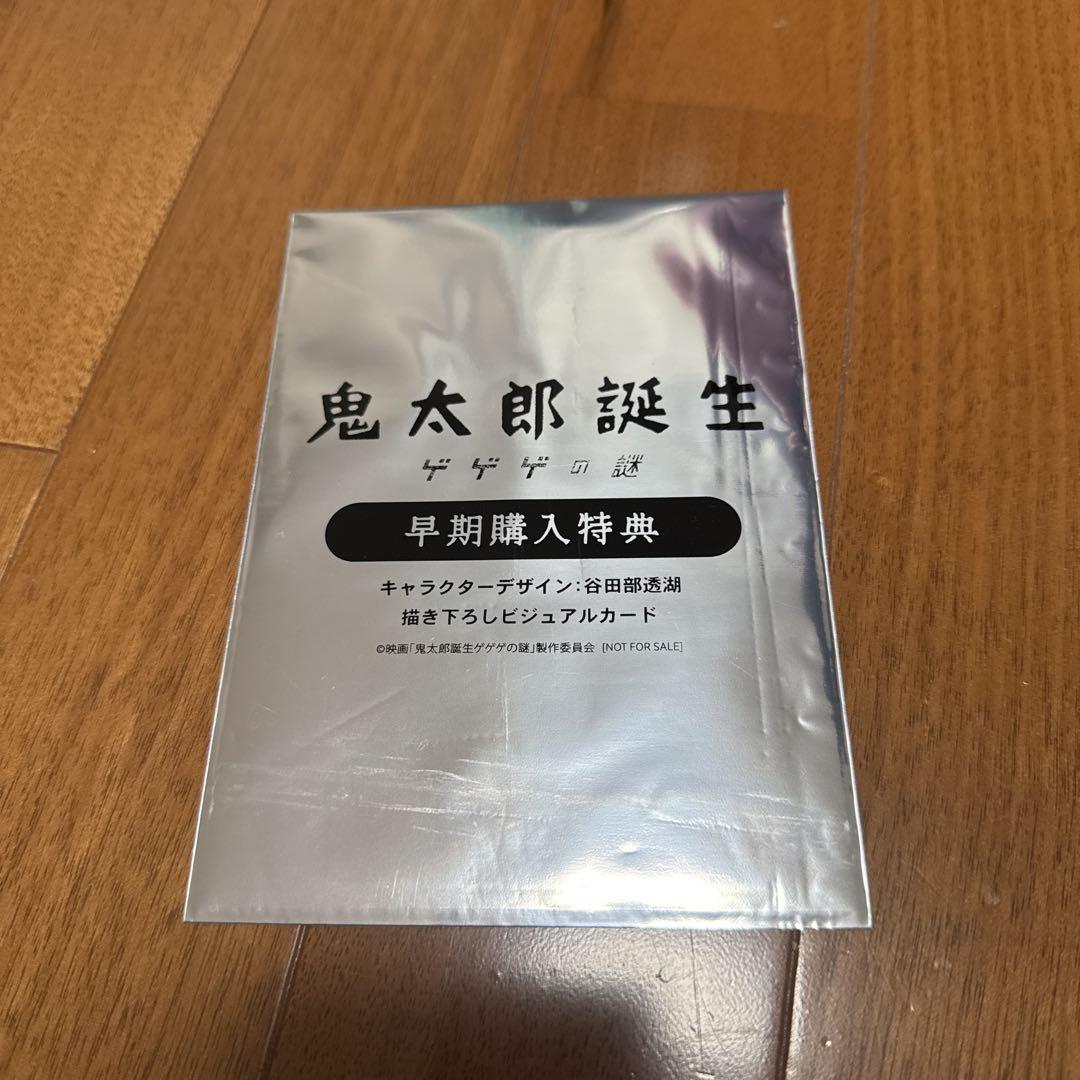 鬼太郎誕生
ゲゲゲの謎
早期購入特典
キャラクターデザイン:谷田部透湖
描き下ろしビジュアルカード
©映画「鬼太郎誕生ゲゲゲの謎」製作委員会 [NOT FOR SALE]